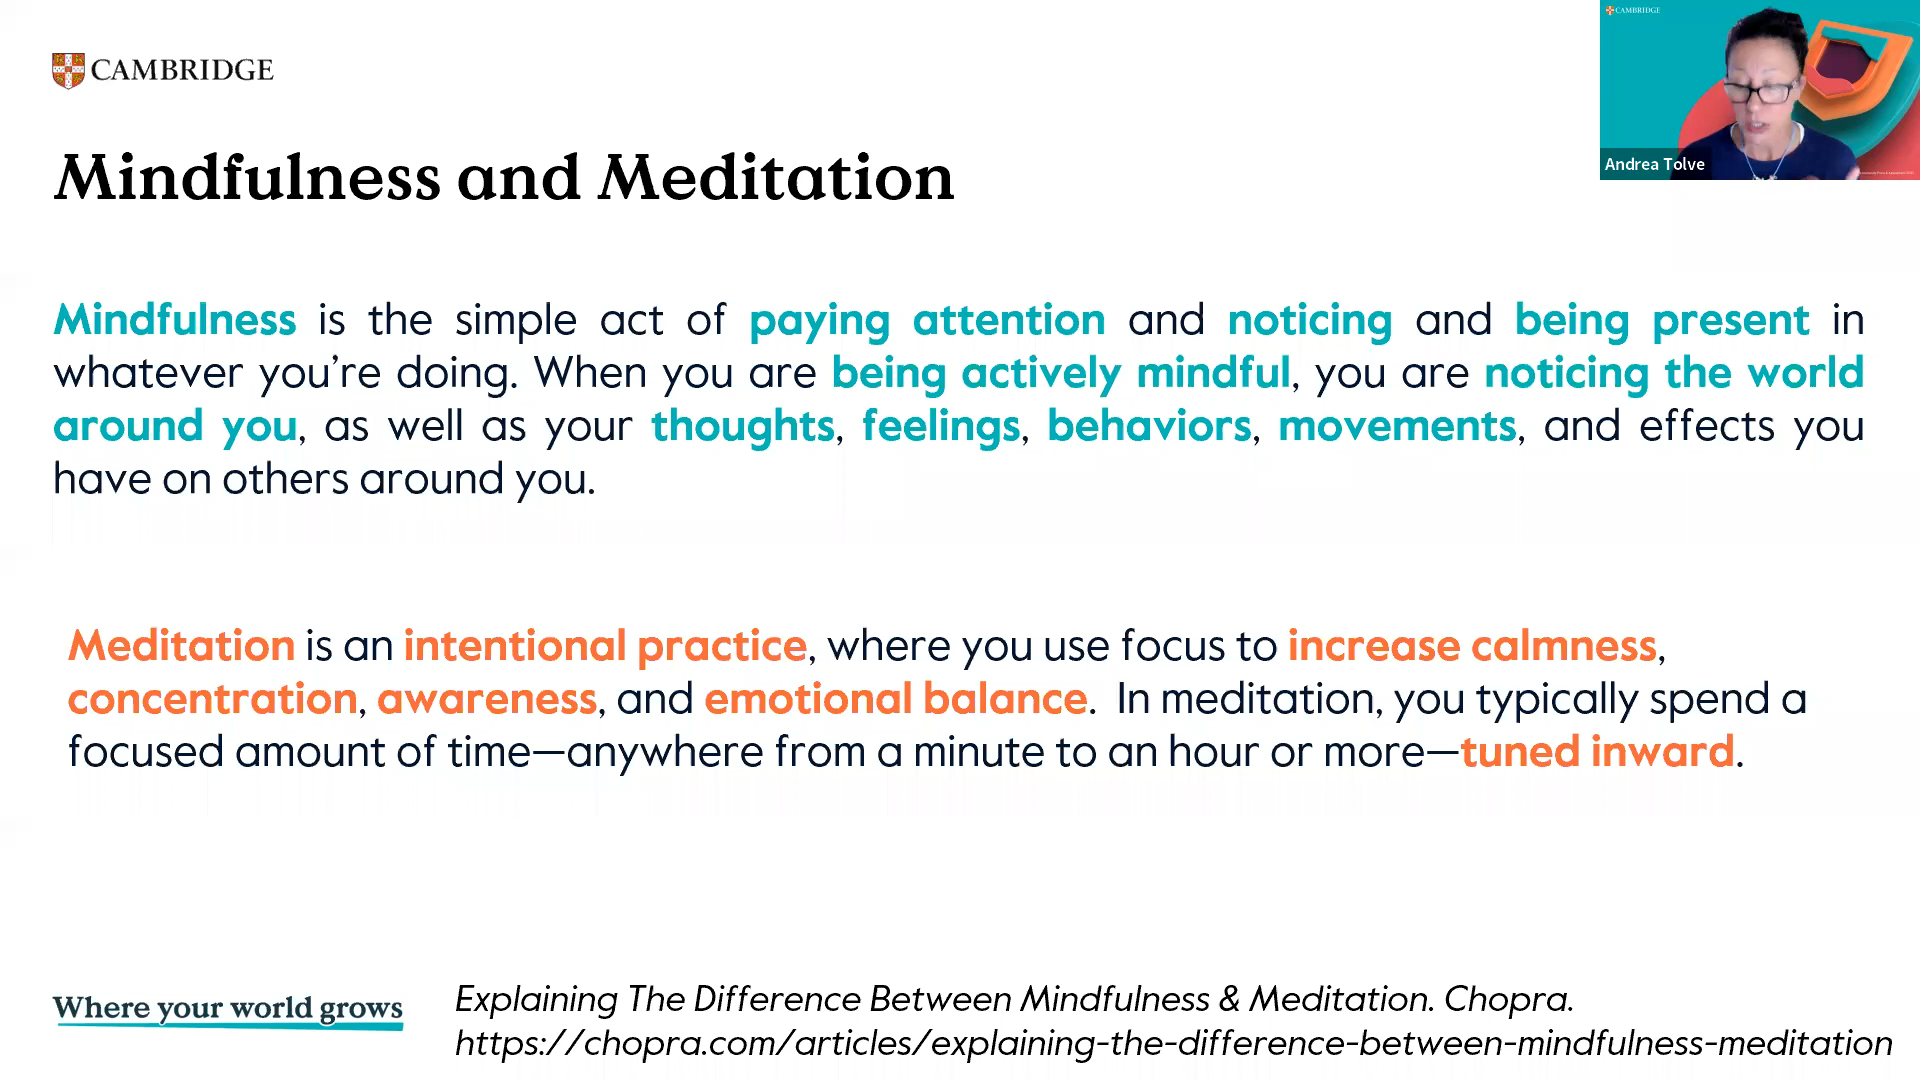 CAMBRIDGE
CAMBRIDGE
Andrea Tolve
Mindfulness and Meditation
Mindfulness is the simple act of paying attention and noticing and being present in
whatever you’re doing. When you are being actively mindful, you are noticing the world
around you, as well as your thoughts, feelings, behaviors, movements, and effects you
have on others around you.
Meditation is an intentional practice, where you use focus to increase calmness,
concentration, awareness, and emotional balance.  In meditation, you typically spend a
focused amount of time—anywhere from a minute to an hour or more—tuned inward.
Where your world grows
Explaining The Difference Between Mindfulness & Meditation. Chopra.
https://chopra.com/articles/explaining-the-difference-between-mindfulness-meditation